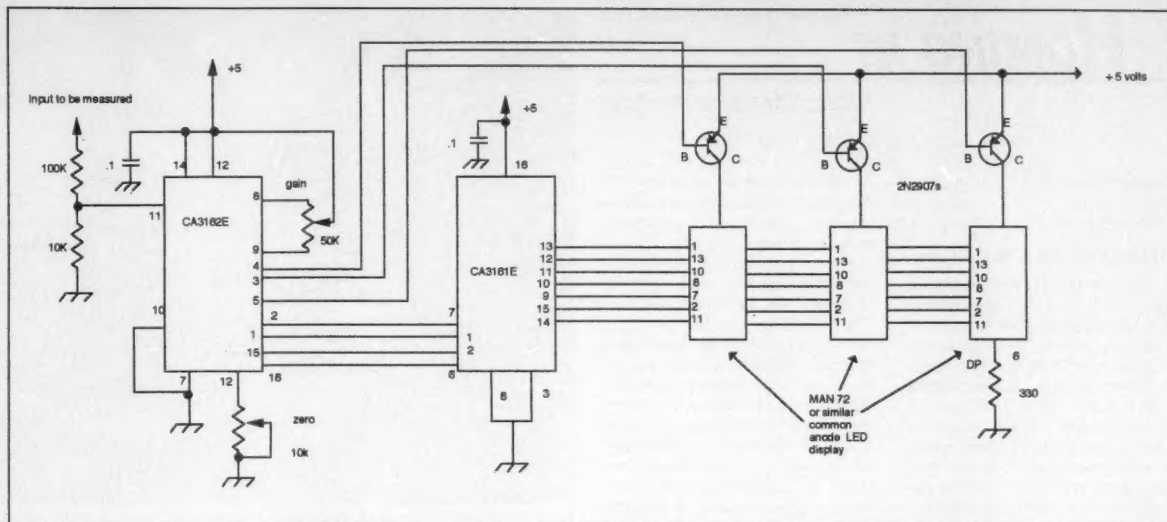 +5
+ 5 volts
Input to be measured
+5
E
E
E
.1
14
12
.1
16
B
C
B
C
B
C
100K
gain
2N2907s
11
CA3162E
6
50K
10K
9
4
3
5
CA3161E
13
12
11
10
9
15
14
1
13
10
8
7
2
11
1
13
10
8
7
2
11
1
13
10
8
7
2
11
10
2
1
15
16
7
1
2
6
7
12
8
3
DP
6
330
zero
10k
MAN 72
or similar
common
anode LED
display